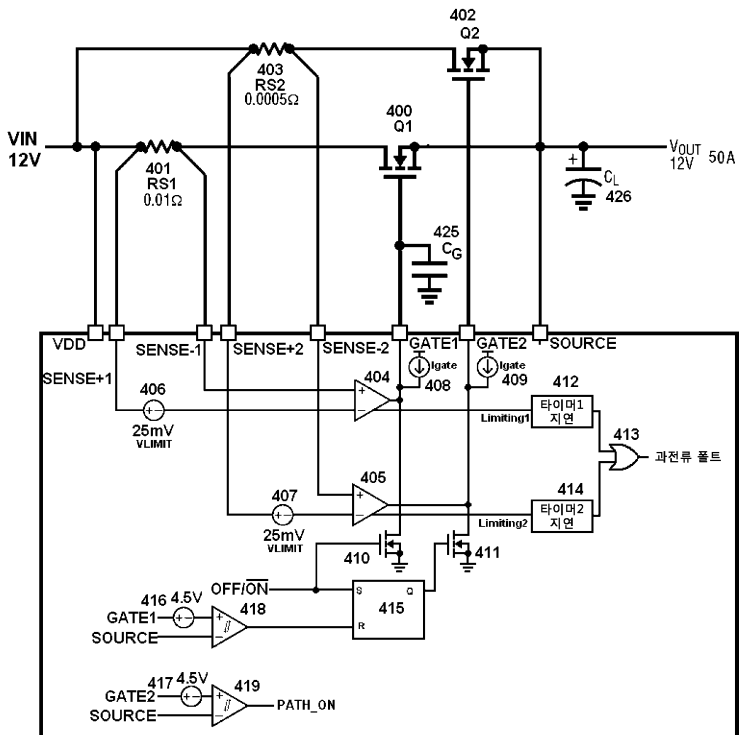 402
Q2
403
RS2
0.0005Ω
400
Q1
VIN
12V
401
RS1
0.01Ω
VOUT
12V 50A
+
CL
426
425
CG
VDD
SENSE+1
SENSE-1
SENSE+2
SENSE-2
GATE1
GATE2
SOURCE
Igate
408
Igate
409
404
406
+-
25mV
VLIMIT
+
-
Limiting1
412
타이머1
지연
413
과전류 폴트
405
407
+-
25mV
VLIMIT
+
-
Limiting2
414
타이머2
지연
410
411
OFF/O̅N̅
S
Q
415
R
416
4.5V
GATE1
+-
+
418
SOURCE
-
417
4.5V
GATE2
+-
+
419
SOURCE
-
PATH_ON